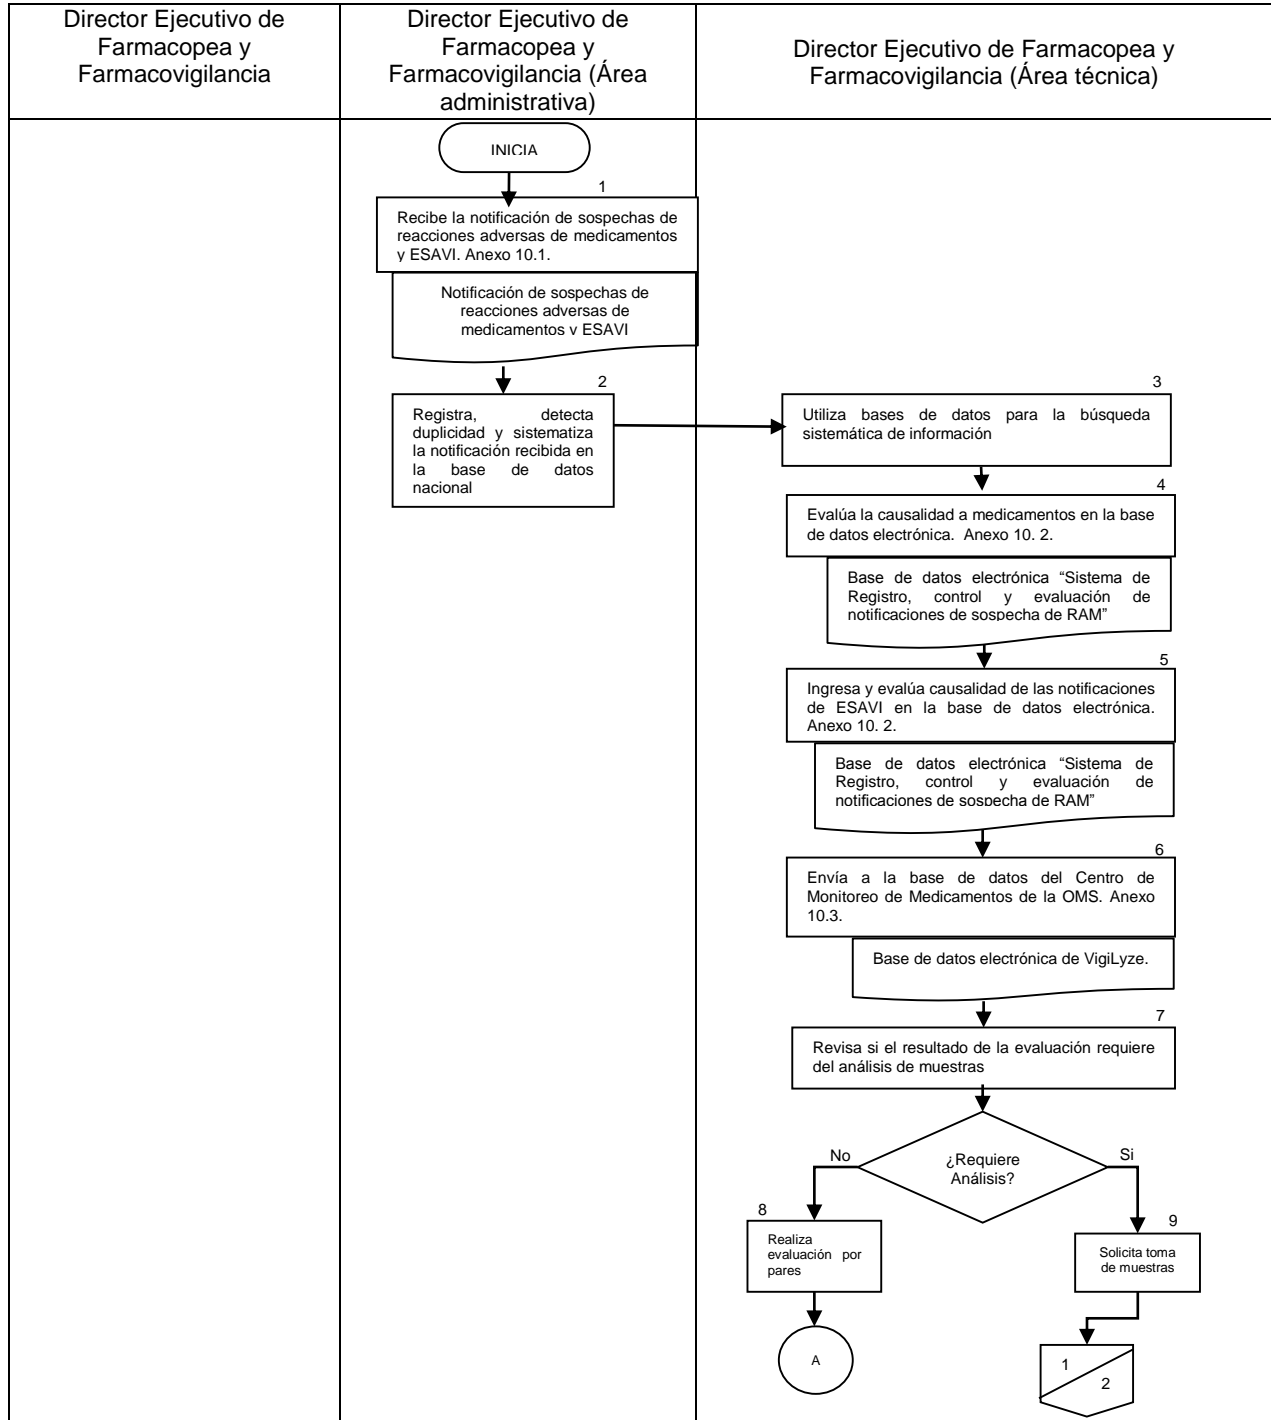 Director Ejecutivo de
Farmacopea y
Farmacovigilancia
Director Ejecutivo de
Farmacopea y
Farmacovigilancia (Área
administrativa)
Director Ejecutivo de Farmacopea y
Farmacovigilancia (Área técnica)
INICIA
1
Recibe la notificación de sospechas de
reacciones adversas de medicamentos
y ESAVI. Anexo 10.1.
Notificación de sospechas de
reacciones adversas de
medicamentos y ESAVI
2
Registra, detecta
duplicidad y sistematiza
la notificación recibida en
la base de datos
nacional
3
Utiliza bases de datos para la búsqueda
sistemática de información
4
Evalúa la causalidad a medicamentos en la base
de datos electrónica. Anexo 10. 2.
Base de datos electrónica “Sistema de
Registro, control y evaluación de
notificaciones de sospecha de RAM”
5
Ingresa y evalúa causalidad de las notificaciones
de ESAVI en la base de datos electrónica.
Anexo 10. 2.
Base de datos electrónica “Sistema de
Registro, control y evaluación de
notificaciones de sospecha de RAM”
6
Envía a la base de datos del Centro de
Monitoreo de Medicamentos de la OMS. Anexo
10.3.
Base de datos electrónica de VigiLyze.
7
Revisa si el resultado de la evaluación requiere
del análisis de muestras
¿Requiere
Análisis?
No
Si
8
Realiza
evaluación por
pares
A
9
Solicita toma
de muestras
1
2